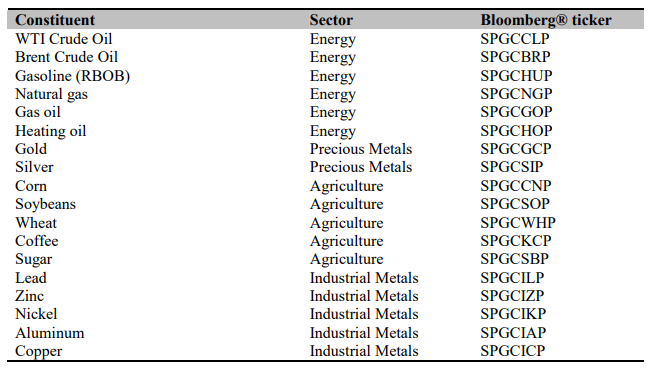 Constituent Sector Bloomberg® ticker
WTI Crude Oil Energy SPGCCLP
Brent Crude Oil Energy SPGCBRP
Gasoline (RBOB) Energy SPGCHUP
Natural gas Energy SPGCNGP
Gas oil Energy SPGCGOP
Heating oil Energy SPGCHOP
Gold Precious Metals SPGCGCP
Silver Precious Metals SPGCSIP
Corn Agriculture SPGCCNP
Soybeans Agriculture SPGCSOP
Wheat Agriculture SPGCWHP
Coffee Agriculture SPGCKCP
Sugar Agriculture SPGCSBP
Lead Industrial Metals SPGCILP
Zinc Industrial Metals SPGCIZP
Nickel Industrial Metals SPGCIKP
Aluminum Industrial Metals SPGCIAP
Copper Industrial Metals SPGCICP